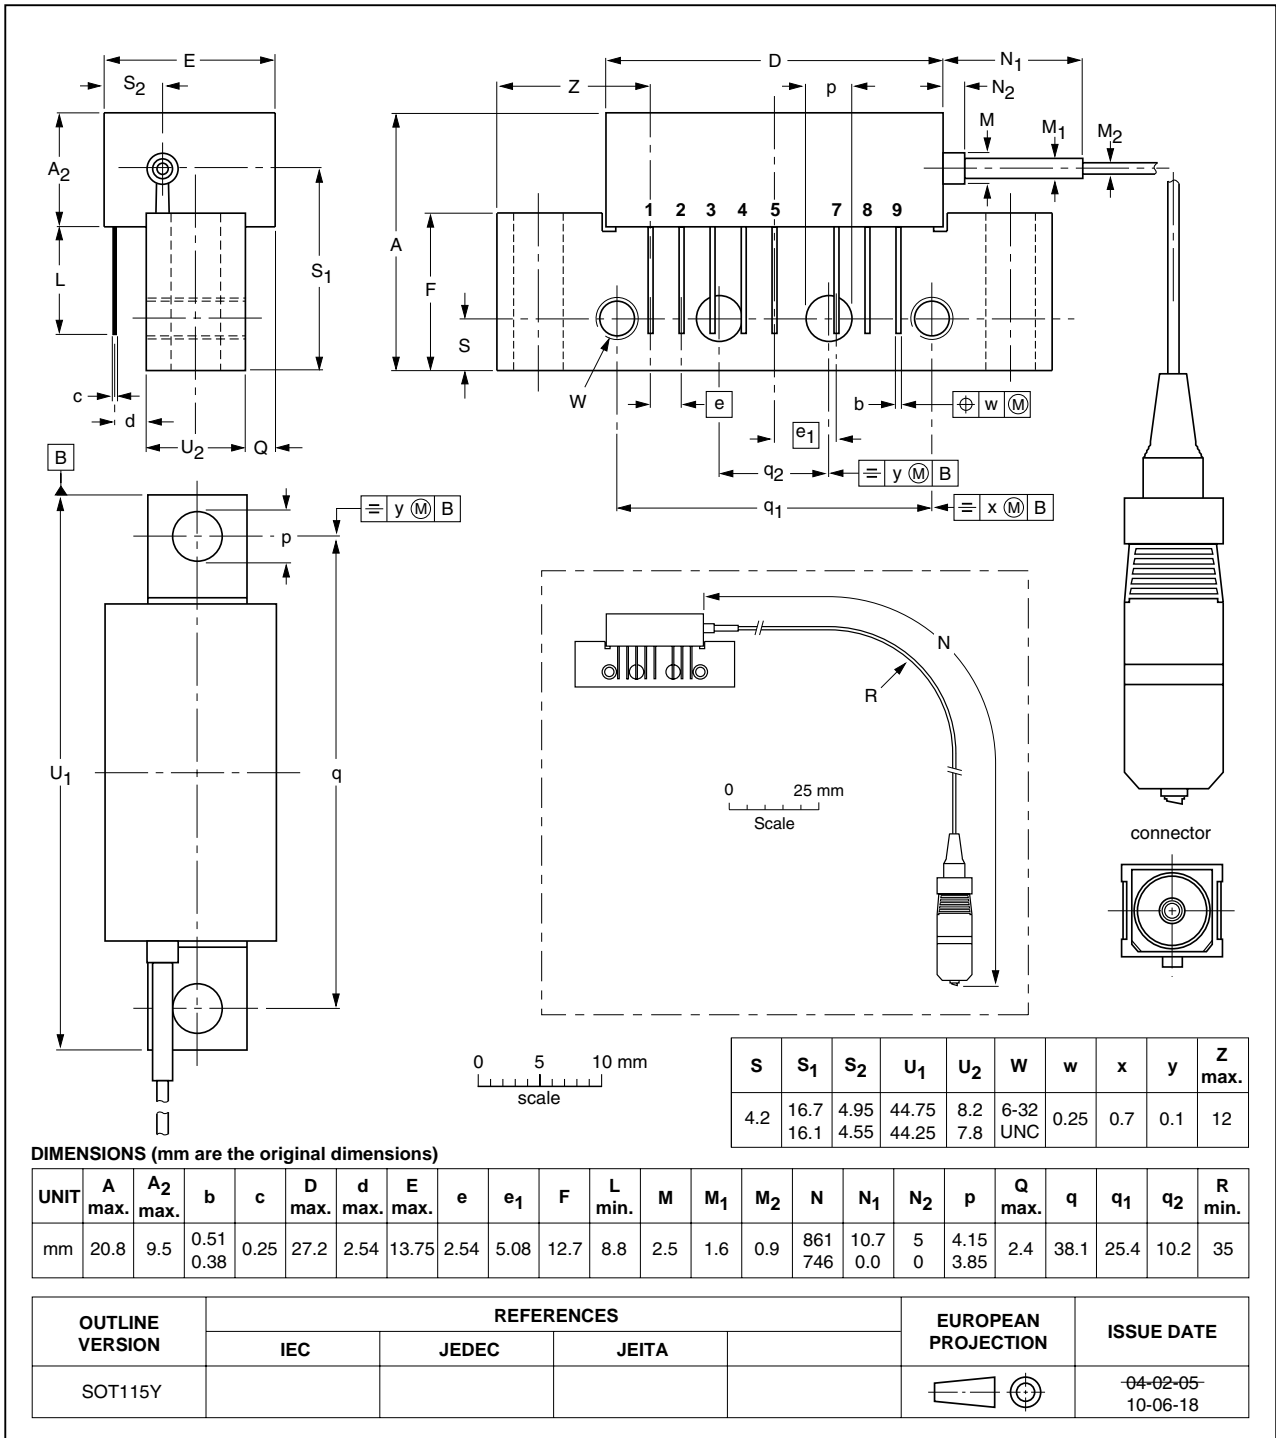 E
S2
D
N1
Z
p
N2
M
M1
M2
A2
1 2 3 4 5 7 8 9
A
L
S1
F
S
c
W
e
b
w M
d
e1
U2
Q
B
q2
y M B
q1
x M B
y M B
p
N
R
U1
q
0 25 mm
Scale
connector
0 5 10 mm
scale
S S1 S2 U1 U2 W w x y Z max.
4.2 16.7 4.95 44.75 8.2 6-32 0.25 0.7 0.1 12
16.1 4.55 44.25 7.8 UNC
DIMENSIONS (mm are the original dimensions)
UNIT A max. A2 max. b c D max. d max. E max. e e1 F L min. M M1 M2 N N1 N2 p Q max. q q1 q2 R min.
mm 20.8 9.5 0.51 0.25 27.2 2.54 13.75 2.54 5.08 12.7 8.8 2.5 1.6 0.9 861 10.7 5 4.15 2.4 38.1 25.4 10.2 35
0.38 746 0.0 0 3.85
OUTLINE VERSION
REFERENCES
IEC JEDEC JEITA
EUROPEAN PROJECTION
ISSUE DATE
SOT115Y
04-02-05
10-06-18